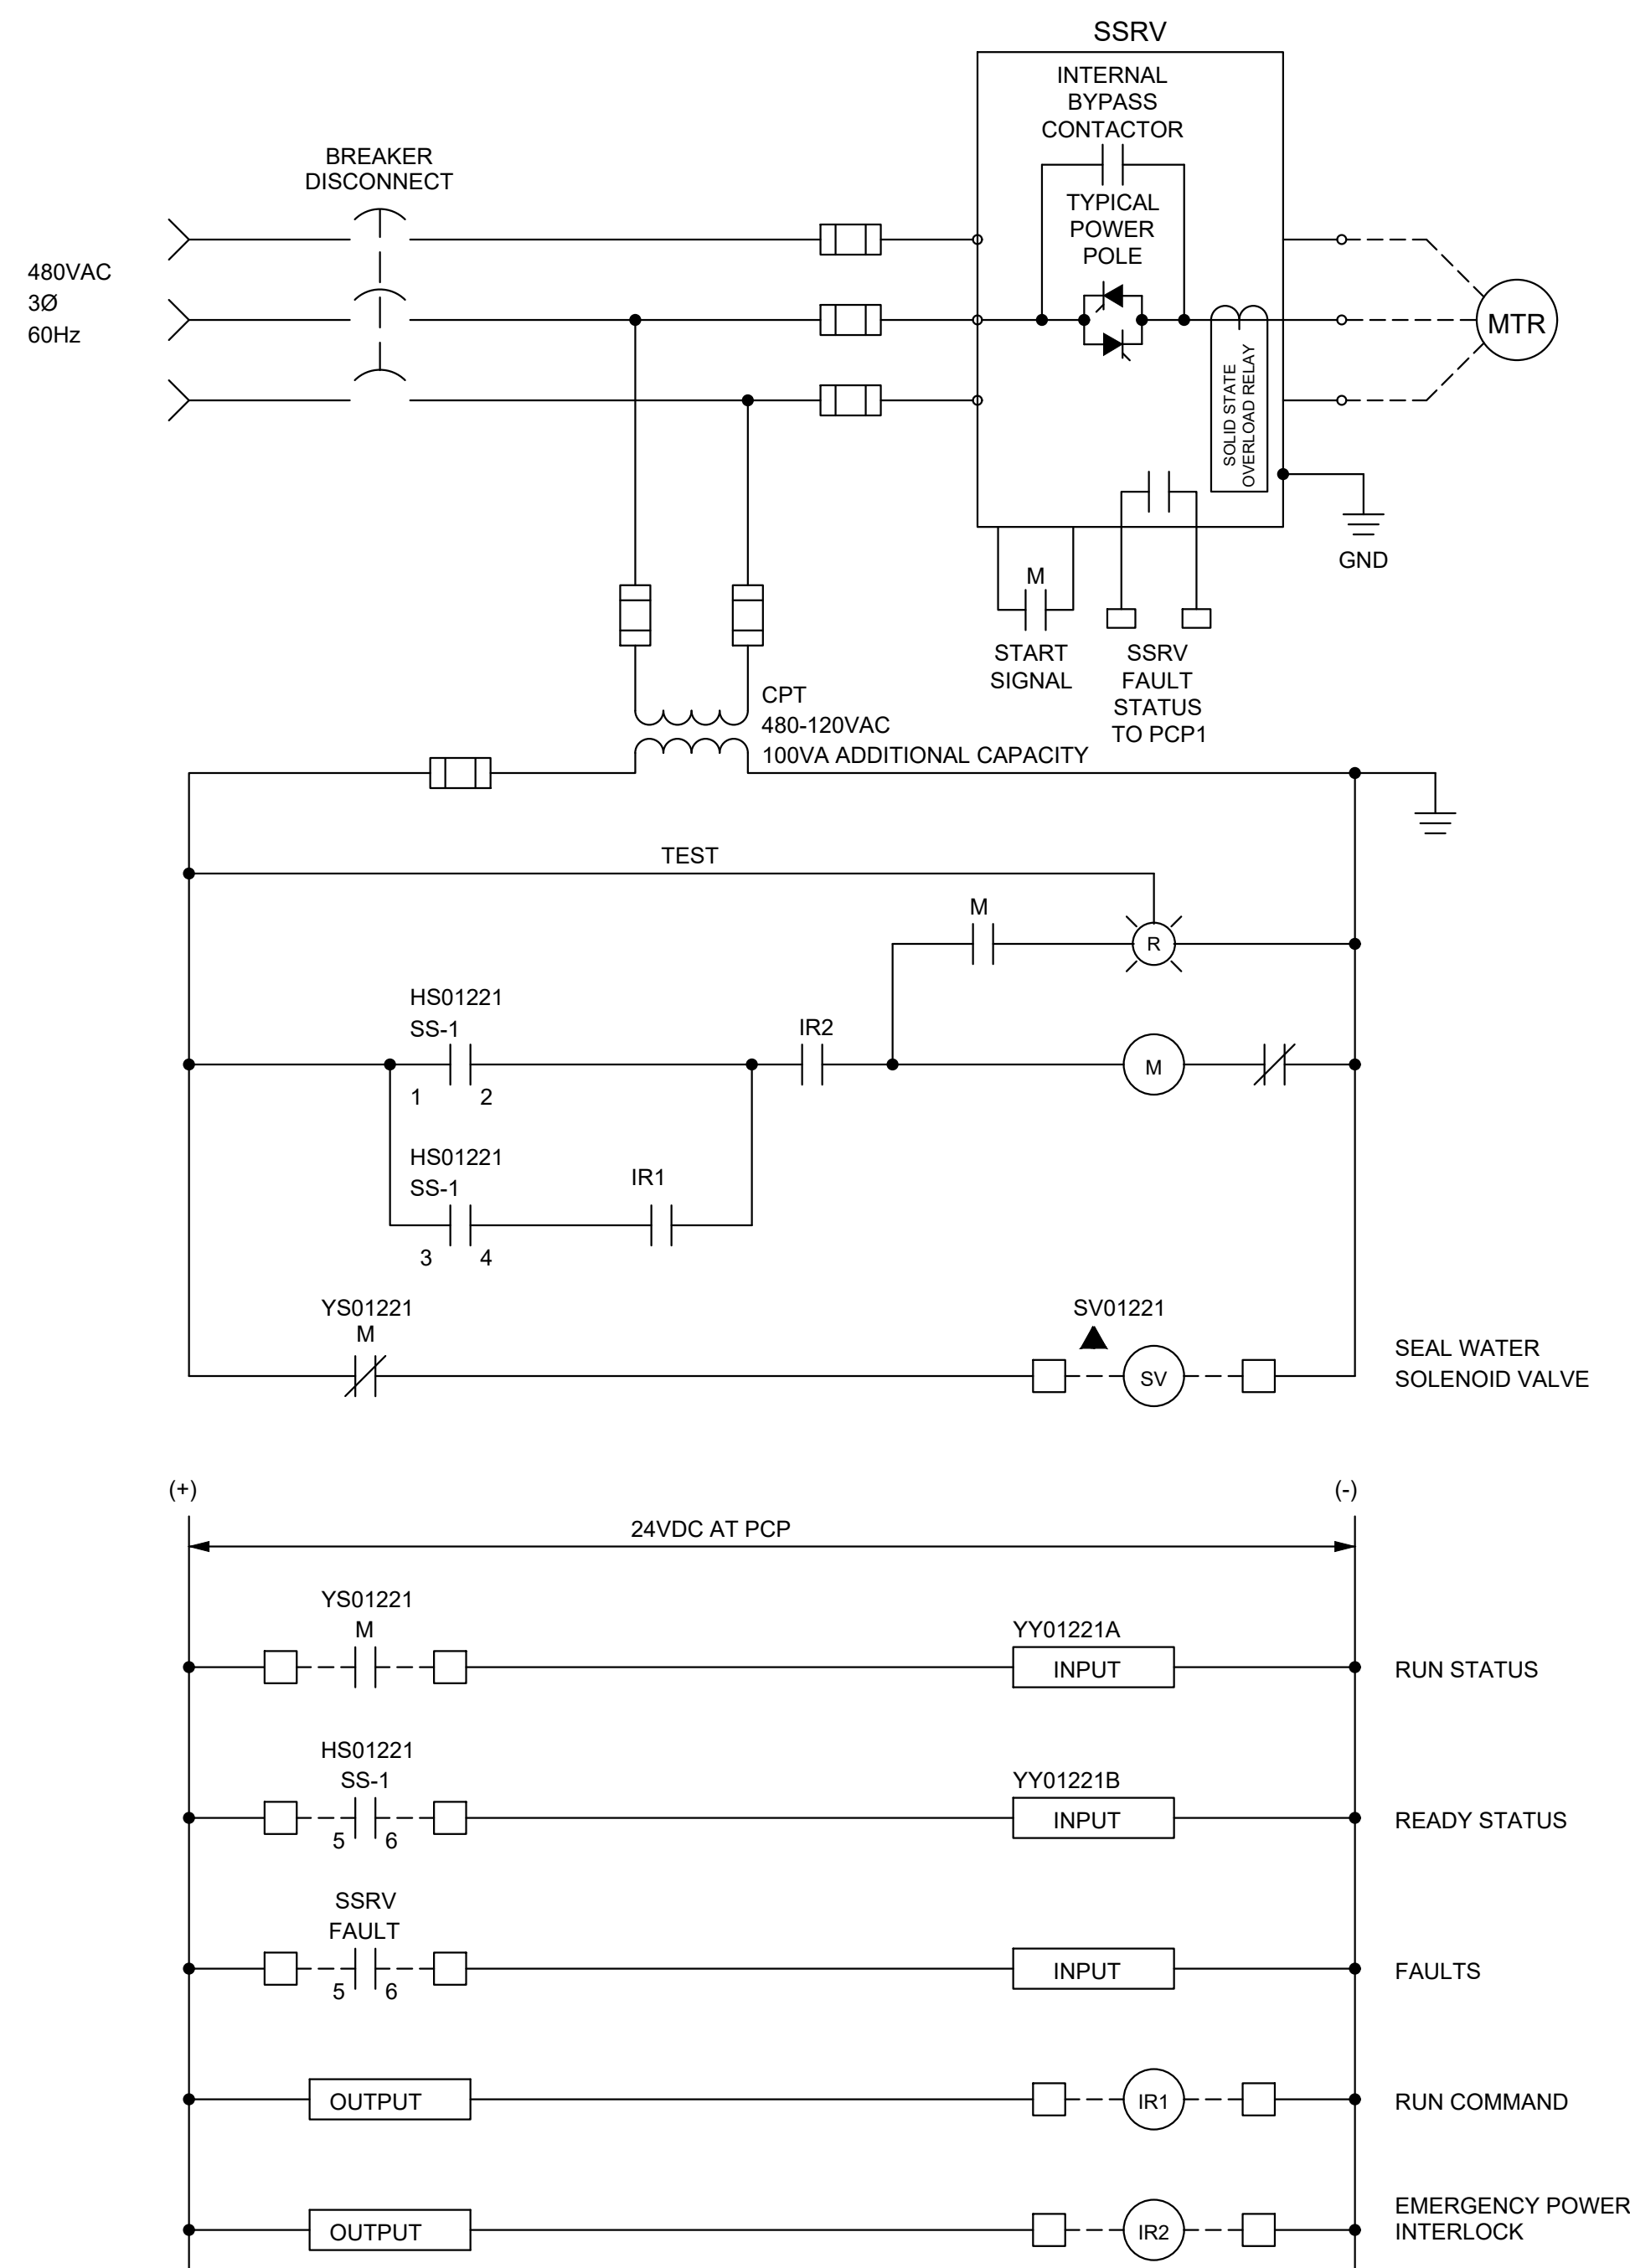 SSRV
INTERNAL
BYPASS
CONTACTOR
TYPICAL
POWER
POLE
BREAKER
DISCONNECT
480VAC
3Ø
60Hz
MTR
SOLID STATE
OVERLOAD RELAY
GND
M
START
SIGNAL
SSRV
FAULT
STATUS
TO PCP1
CPT
480-120VAC
100VA ADDITIONAL CAPACITY
TEST
M
R
HS01221
SS-1
1 2
IR2
M
HS01221
SS-1
3 4
IR1
YS01221
M
SV01221
SV
SEAL WATER
SOLENOID VALVE
(+) (-)
24VDC AT PCP
YS01221
M
YY01221A
INPUT
RUN STATUS
HS01221
SS-1
5 6
YY01221B
INPUT
READY STATUS
SSRV
FAULT
5 6
INPUT
FAULTS
OUTPUT
IR1
RUN COMMAND
OUTPUT
IR2
EMERGENCY POWER
INTERLOCK